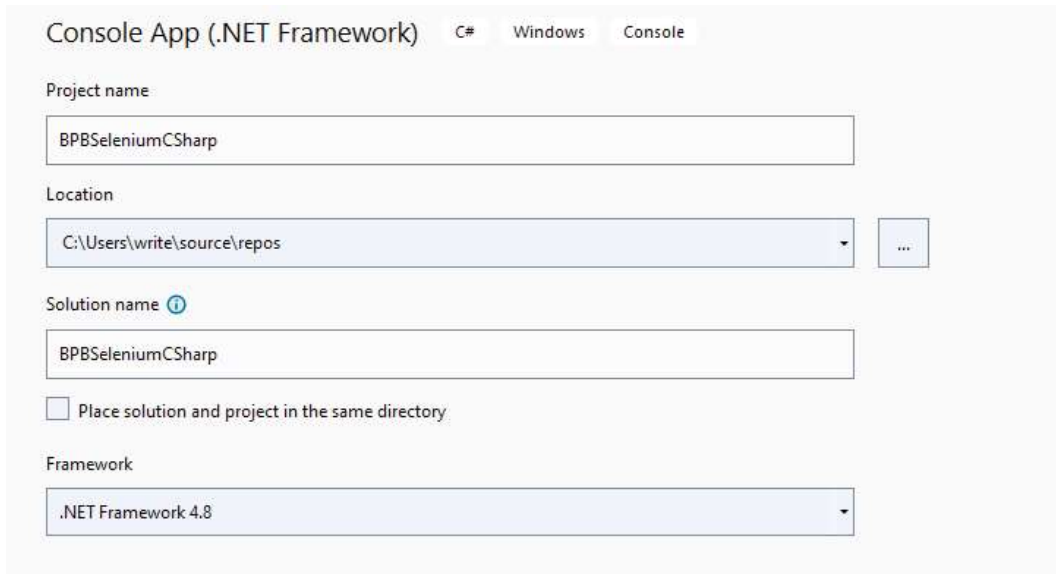 Console App (.NET Framework) C# Windows Console
Project name
BPBSeleniumCSharp
Location
C:\Users\write\source\repos
...
Solution name
BPBSeleniumCSharp
Place solution and project in the same directory
Framework
.NET Framework 4.8